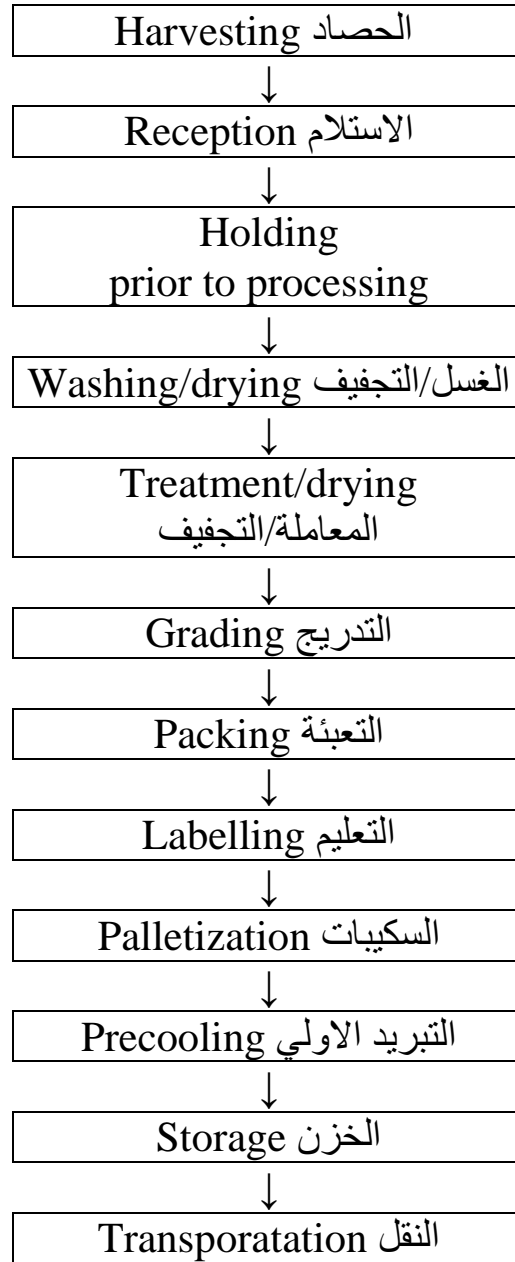 Harvesting الحصاد
↓
Reception الاستلام
↓
Holding
prior to processing
↓
Washing/drying الغسل/التجفيف
↓
Treatment/drying
المعاملة/التجفيف
↓
Grading التدريج
↓
Packing التعبئة
↓
Labelling التعليم
↓
Palletization السكيبات
↓
Precooling التبريد الاولي
↓
Storage الخزن
↓
Transporatation النقل